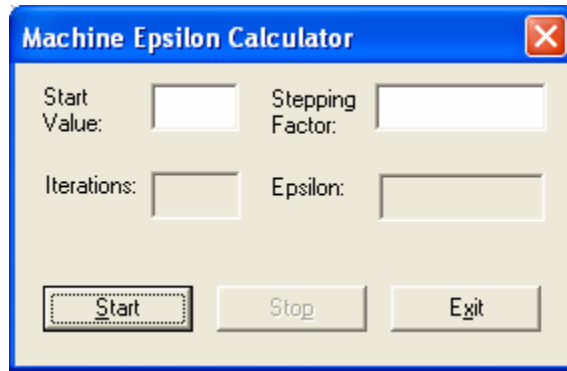 Machine Epsilon Calculator
Start Value:
Stepping Factor:
Iterations:
Epsilon:
Start
Stop
Exit